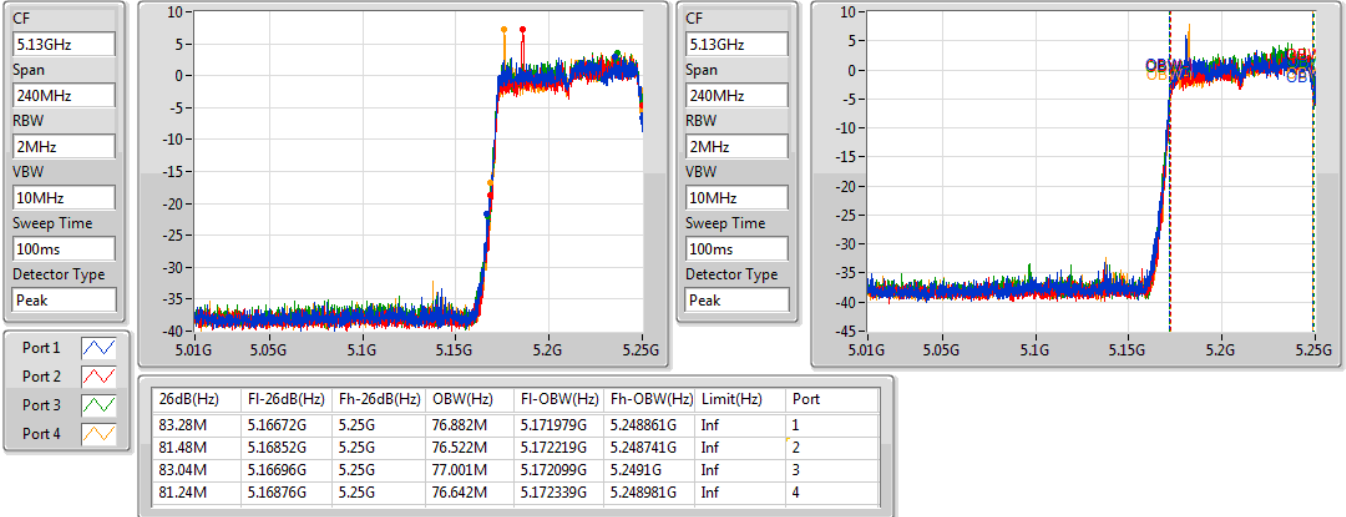 CF
5.13GHz
Span
240MHz
RBW
2MHz
VBW
10MHz
Sweep Time
100ms
Detector Type
Peak
10
5
0
-5
-10
-15
-20
-25
-30
-35
-40
5.01G 5.05G 5.1G 5.15G 5.2G 5.25G
CF
5.13GHz
Span
240MHz
RBW
2MHz
VBW
10MHz
Sweep Time
100ms
Detector Type
Peak
10
5
0
-5
-10
-15
-20
-25
-30
-35
-40
-45
OBW
5.01G 5.05G 5.1G 5.15G 5.2G 5.25G
Port 1
Port 2
Port 3
Port 4
26dB(Hz) Fl-26dB(Hz) Fh-26dB(Hz) OBW(Hz) Fl-OBW(Hz) Fh-OBW(Hz) Limit(Hz) Port
83.28M 5.16672G 5.25G 76.882M 5.171979G 5.248861G Inf 1
81.48M 5.16852G 5.25G 76.522M 5.172219G 5.248741G Inf 2
83.04M 5.16696G 5.25G 77.001M 5.172099G 5.2491G Inf 3
81.24M 5.16876G 5.25G 76.642M 5.172339G 5.248981G Inf 4